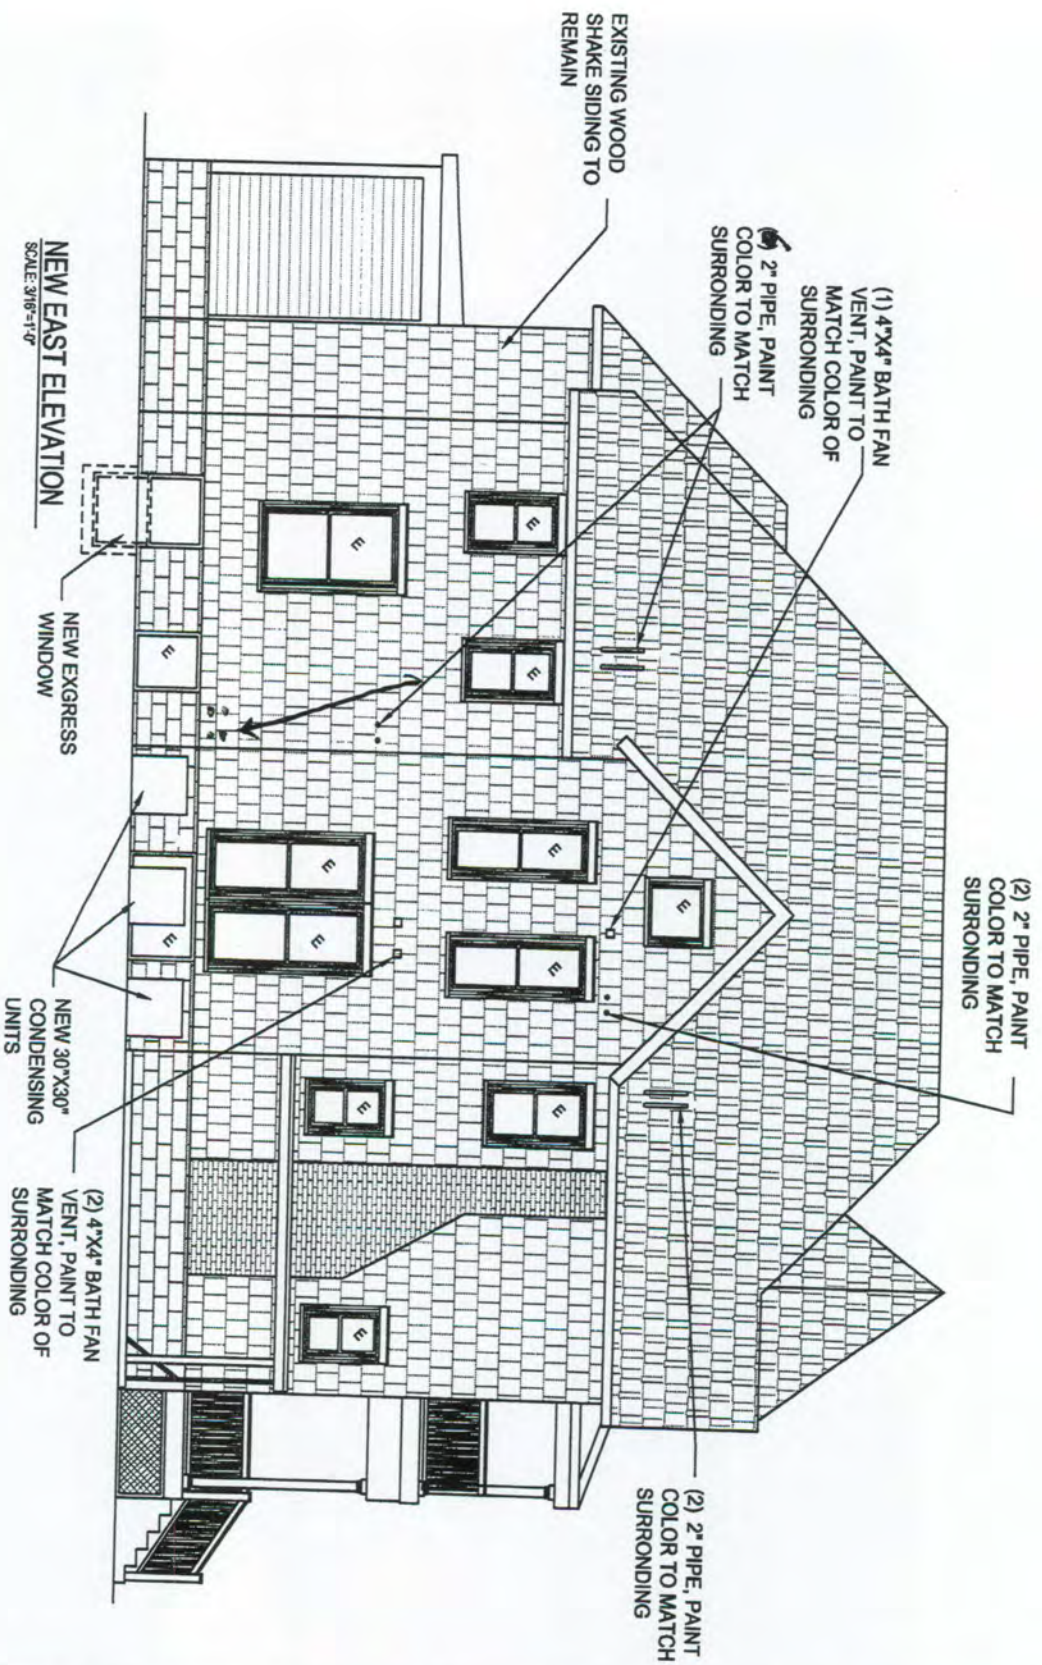 (2) 2" PIPE, PAINT
COLOR TO MATCH
SURRONDING
(1) 4"X4" BATH FAN
VENT, PAINT TO
MATCH COLOR OF
SURRONDING
2" PIPE, PAINT
COLOR TO MATCH
SURRONDING
EXISTING WOOD
SHAKE SIDING TO
REMAIN
(2) 2" PIPE, PAINT
COLOR TO MATCH
SURRONDING
E
E
E
E
E
E
E
E
E
E
E
E
E
NEW EXGRESS
WINDOW
NEW 30"X30"
CONDENSING
UNITS
(2) 4"X4" BATH FAN
VENT, PAINT TO
MATCH COLOR OF
SURRONDING
NEW EAST ELEVATION
SCALE: 3/16"=1'-0"